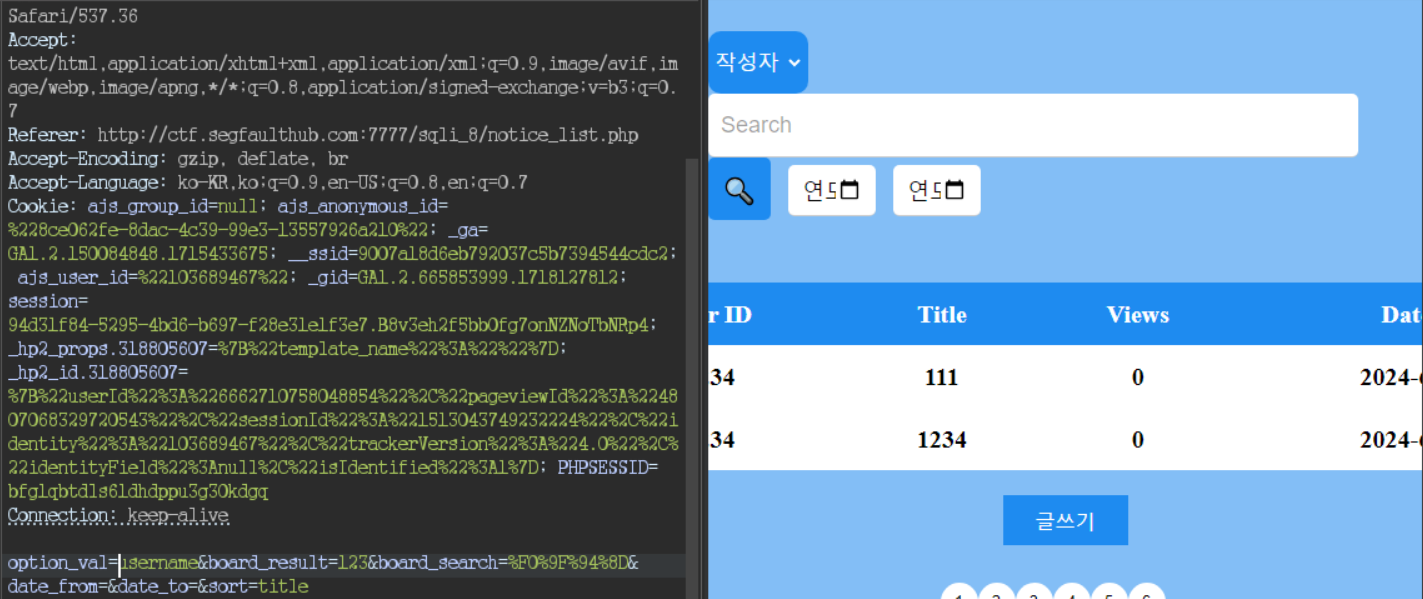 Safari/537.36
Accept:
text/html,application/xhtml+xml,application/xml;q=0.9,image/avif,im
age/webp,image/apng,*/*;q=0.8,application/signed-exchange;v=b3;q=0.
7
Referer: http://ctf.segfaulthub.com:7777/sqli_8/notice_list.php
Accept-Encoding: gzip, deflate, br
Accept-Language: ko-KR,ko;q=0.9,en-US;q=0.8,en;q=0.7
Cookie: ajs_group_id=null; ajs_anonymous_id=
%228ce062fe-8dac-4c39-99e3-13557926a210%22; _ga=
GA1.2.150084848.1715433675; __ssid=9007a18d6eb792037c5b7394544cdc2;
ajs_user_id=%22103689467%22; _gid=GA1.2.665853999.1718127812;
session=
94d31f84-5295-4bd6-b697-f28e31e1f3e7.B8v3eh2f5bbOfg7onNZNoTbNRp4;
_hp2_props.318805607=%7B%22template_name%22%3A%22%22%7D;
_hp2_id.318805607=
%7B%22userId%22%3A%226662710758048854%22%2C%22pageviewId%22%3A%2248
07068329720543%22%2C%22sessionId%22%3A%221513043749232224%22%2C%22i
dentity%22%3A%22103689467%22%2C%22trackerVersion%22%3A%224.0%22%2C%
22identityField%22%3Anull%2C%22isIdentified%22%3A1%7D; PHPSESSID=
bfglqbtdls6ldhdppu3g30kdgq
Connection: keep-alive
option_val=username&board_result=123&board_search=%F0%9F%94%8D&
date_from=&date_to=&sort=title
작성자
Search
연도 연도
r ID Title Views Dat
34 111 0 2024-
34 1234 0 2024-
글쓰기
1 2 3 4 5 6